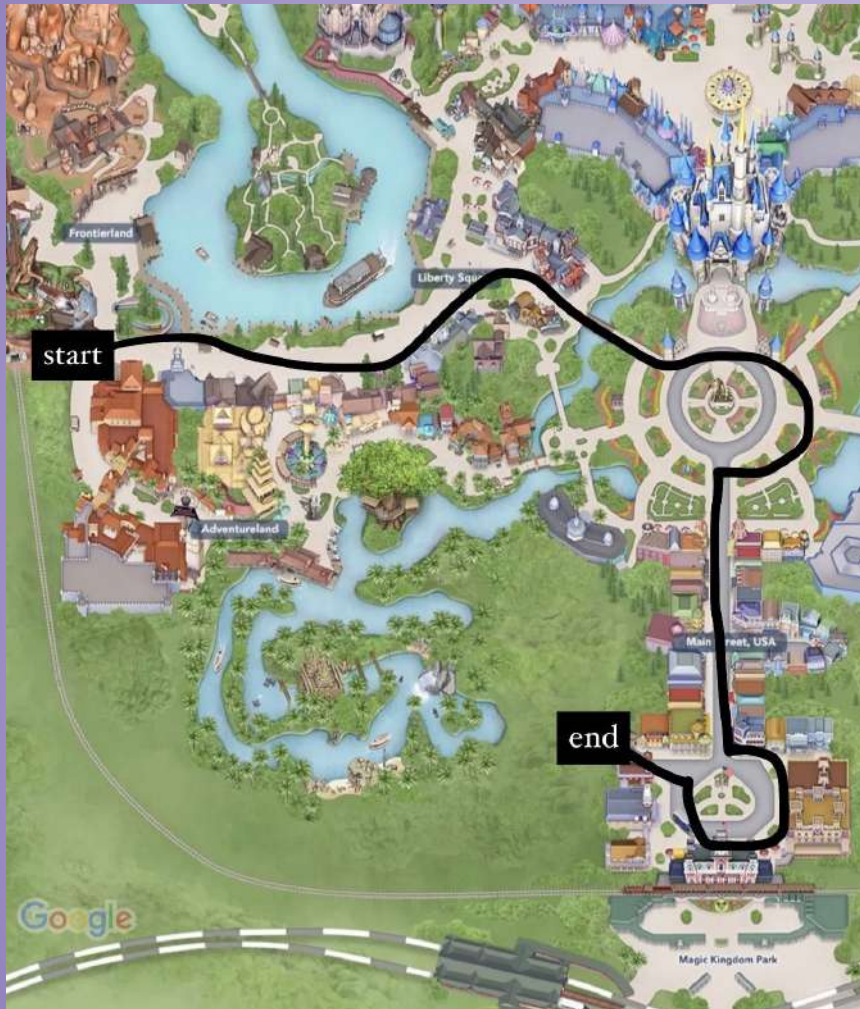 Frontierland
Liberty Squ
start
Adventureland
Main Street, USA
end
Google
Magic Kingdom Park